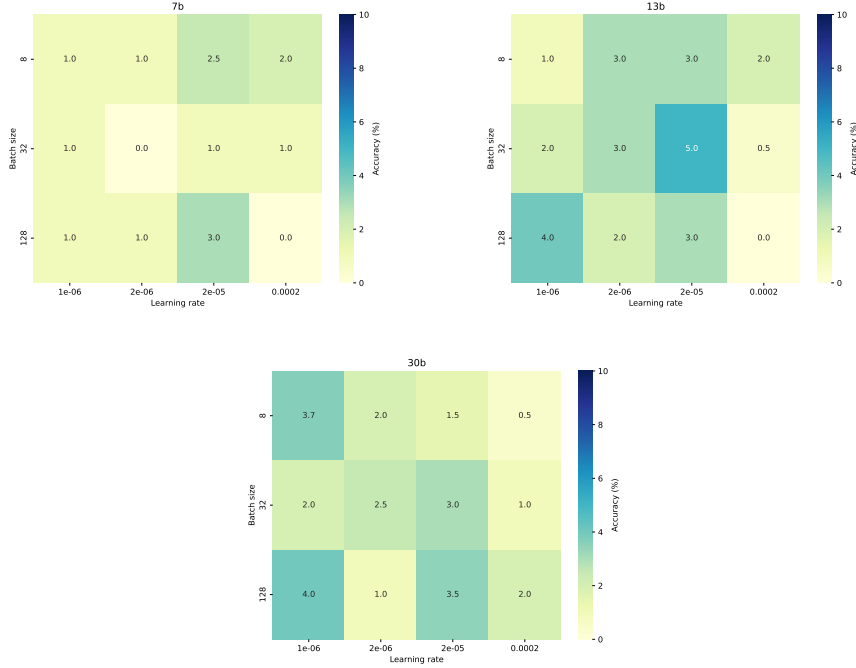 7b
8
1.0 1.0 2.5 2.0
32
1.0 0.0 1.0 1.0
128
1.0 1.0 3.0 0.0
1e-06 2e-06 2e-05 0.0002
Learning rate
Batch size
10
8
6
4
2
0
Accuracy (%)
13b
8
1.0 3.0 3.0 2.0
32
2.0 3.0 5.0 0.5
128
4.0 2.0 3.0 0.0
1e-06 2e-06 2e-05 0.0002
Learning rate
Batch size
10
8
6
4
2
0
Accuracy (%)
30b
8
3.7 2.0 1.5 0.5
32
2.0 2.5 3.0 1.0
128
4.0 1.0 3.5 2.0
1e-06 2e-06 2e-05 0.0002
Learning rate
Batch size
10
8
6
4
2
0
Accuracy (%)